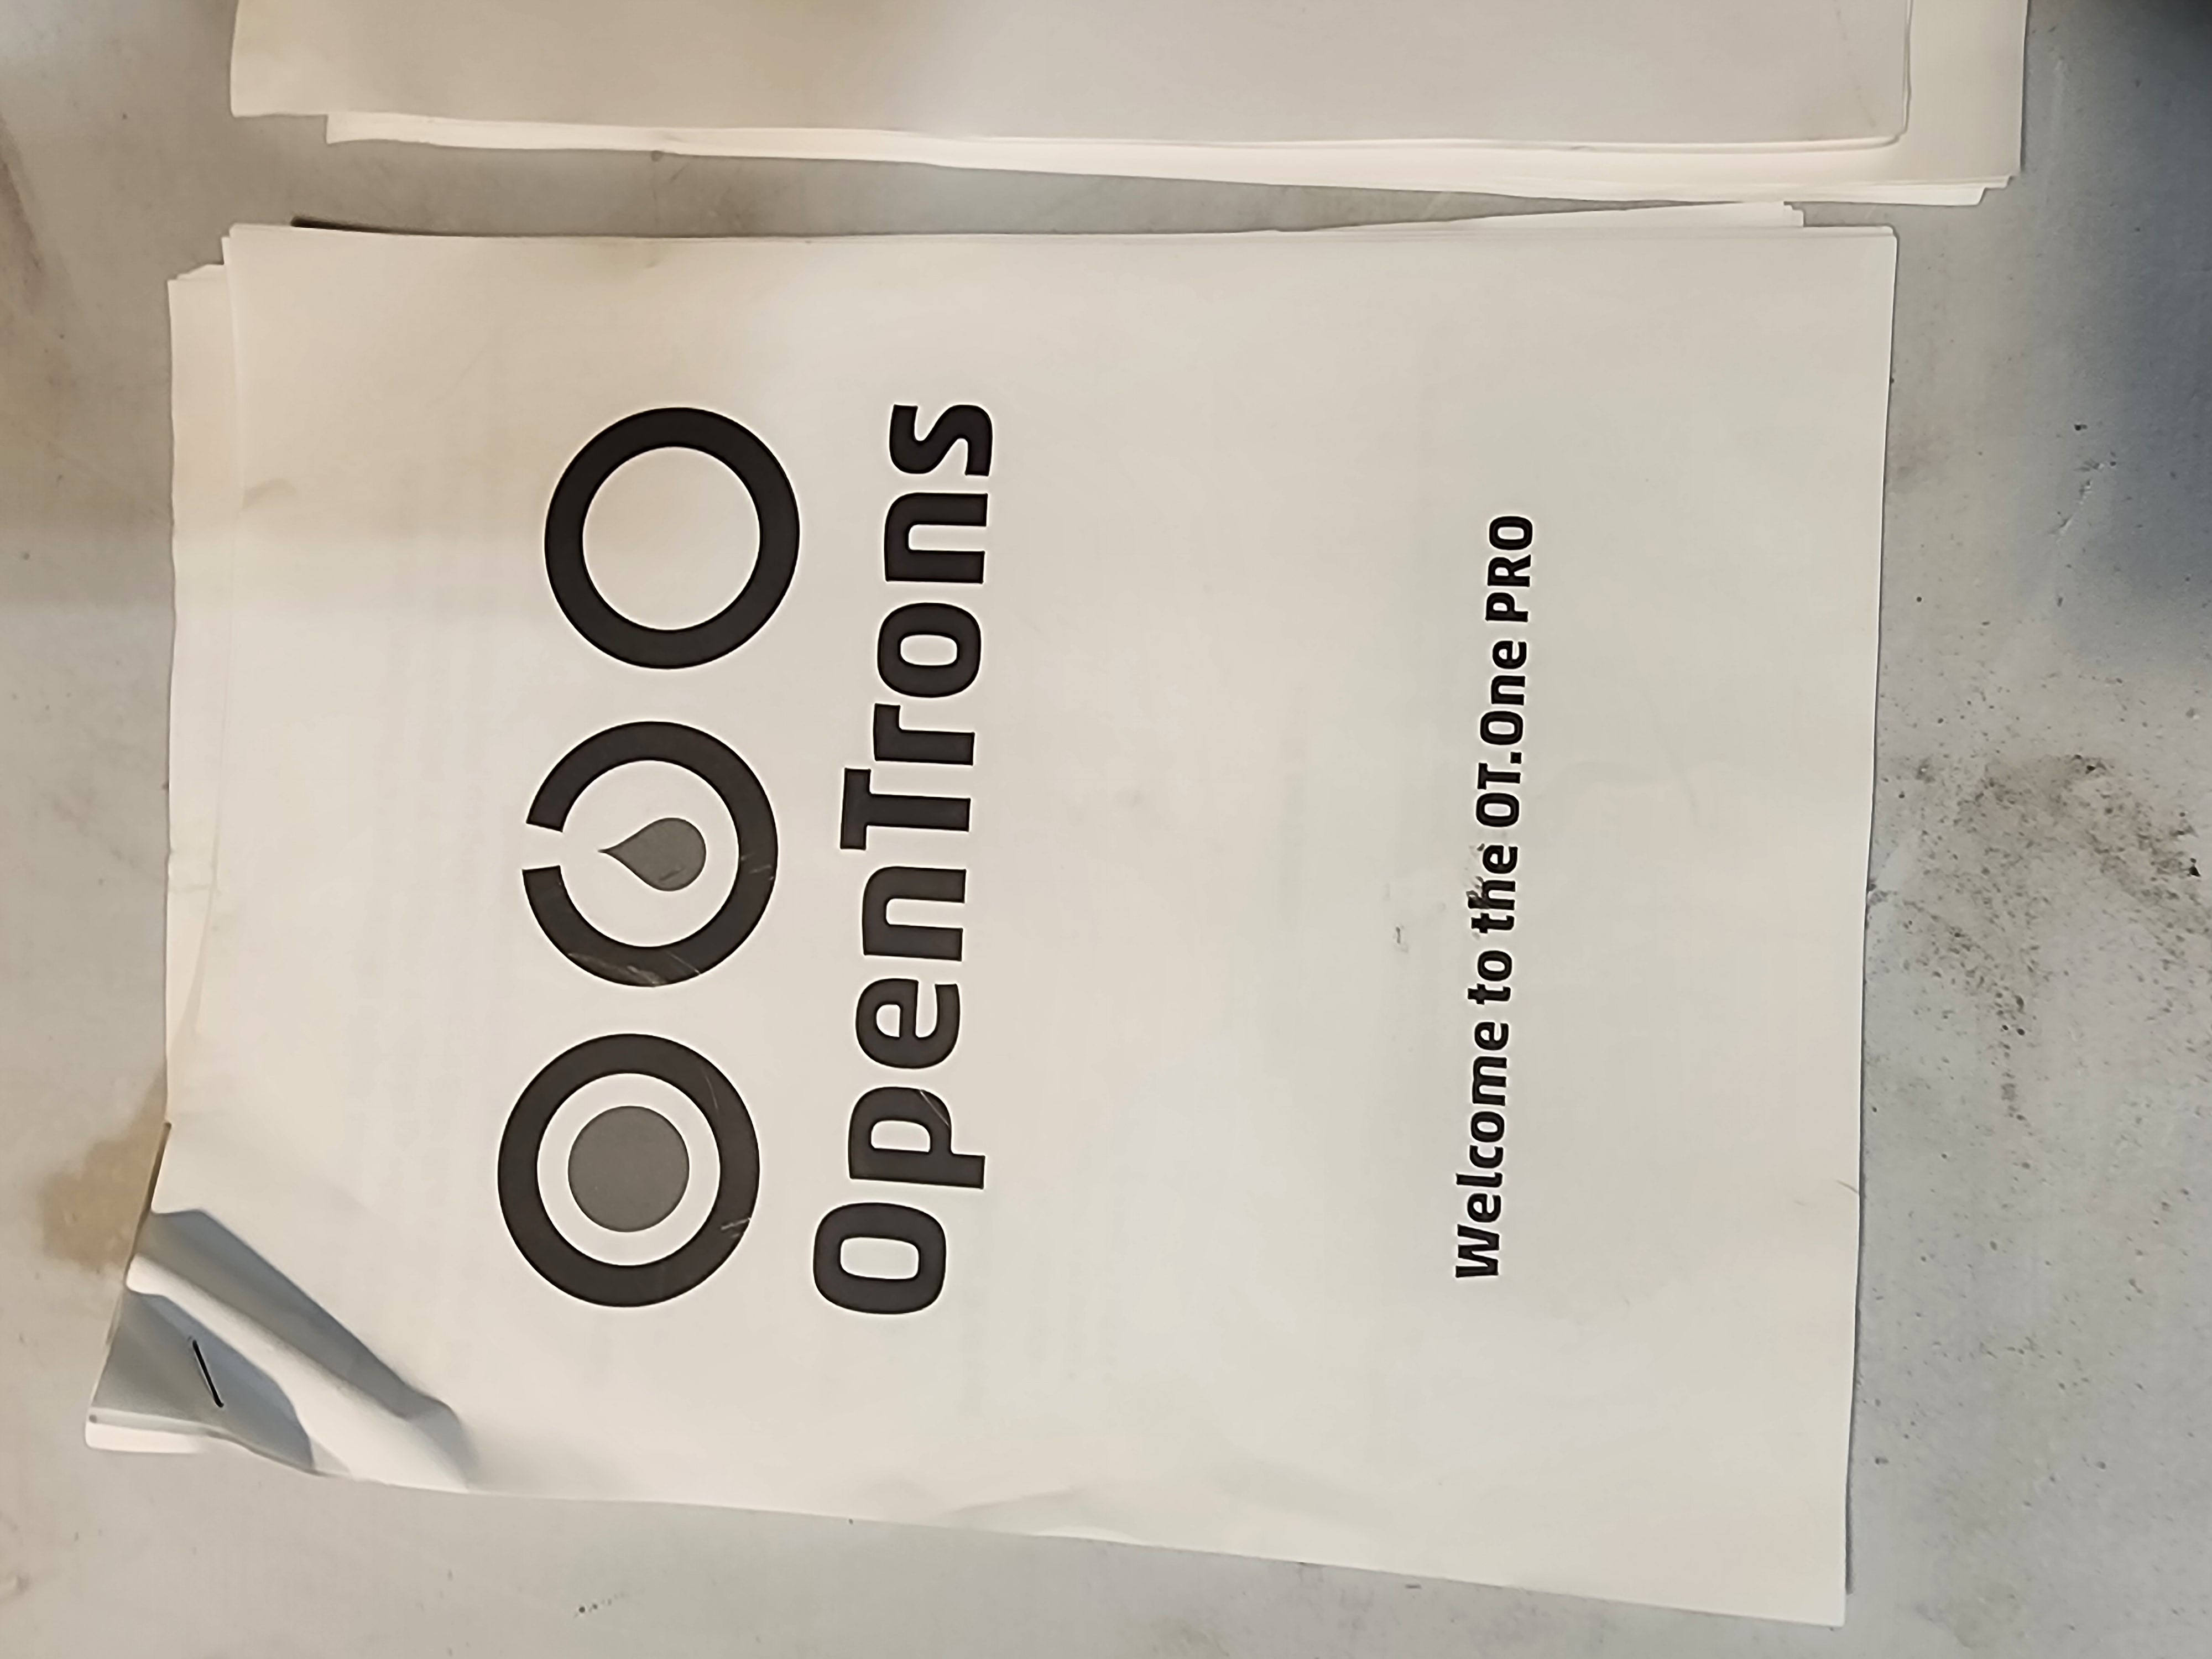 OpenTrons
Welcome to the OT.One PRO